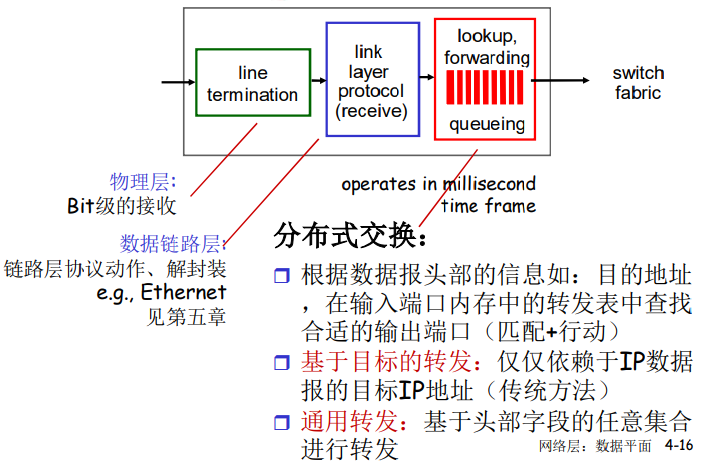 line
termination
link
layer
protocol
(receive)
lookup,
forwarding
queueing
switch
fabric
物理层:
Bit级的接收
operates in millisecond
time frame
数据链路层:
链路层协议动作、解封装
e.g., Ethernet
见第五章
分布式交换：
根据数据报头部的信息如：目的地址
，在输入端口内存中的转发表中查找
合适的输出端口（匹配+行动）
基于目标的转发：仅仅依赖于IP数据
报的目标IP地址（传统方法）
通用转发：基于头部字段的任意集合
进行转发
网络层：数据平面 4-16